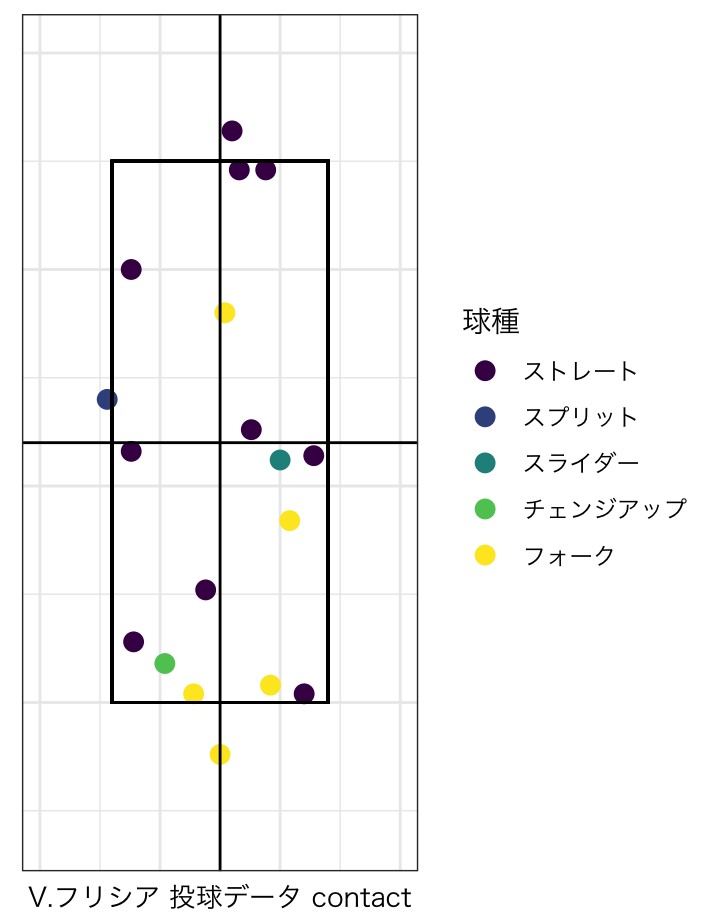 球種
ストレート
スプリット
スライダー
チェンジアップ
フォーク
V.フリシア 投球データ contact